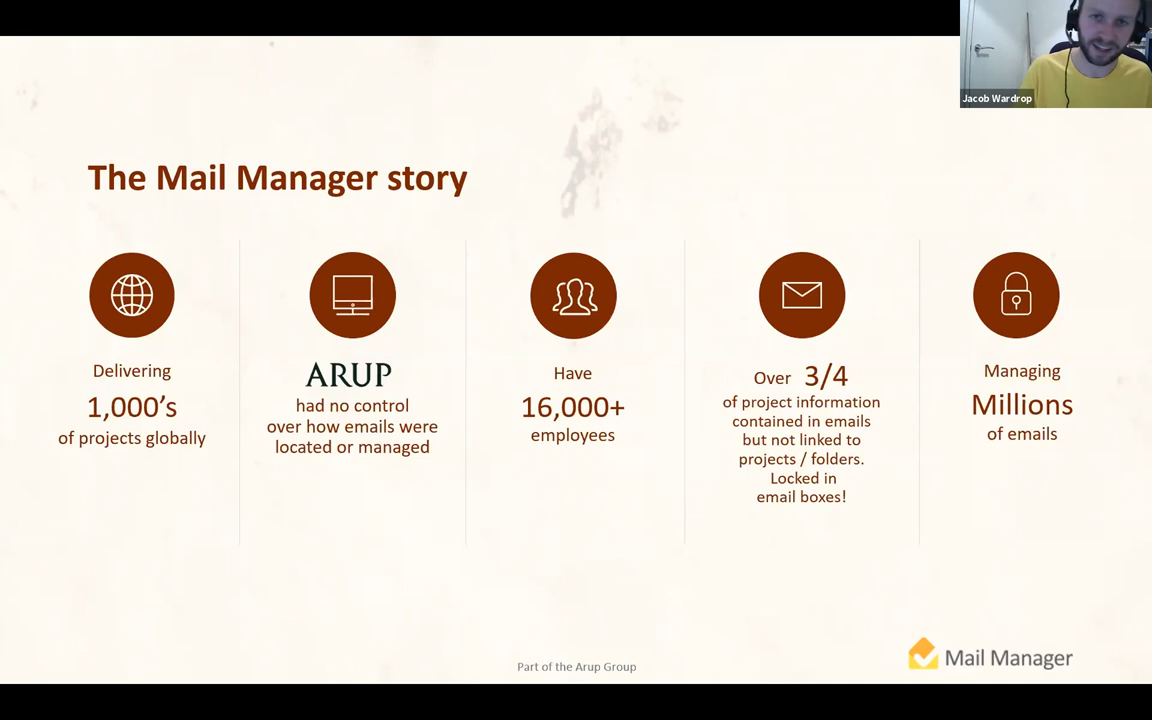 Jacob Wardrop
The Mail Manager story
Delivering
1,000’s
of projects globally
ARUP
had no control
over how emails were
located or managed
Have
16,000+
employees
Over 3/4
of project information
contained in emails
but not linked to
projects / folders.
Locked in
email boxes!
Managing
Millions
of emails
Part of the Arup Group
Mail Manager